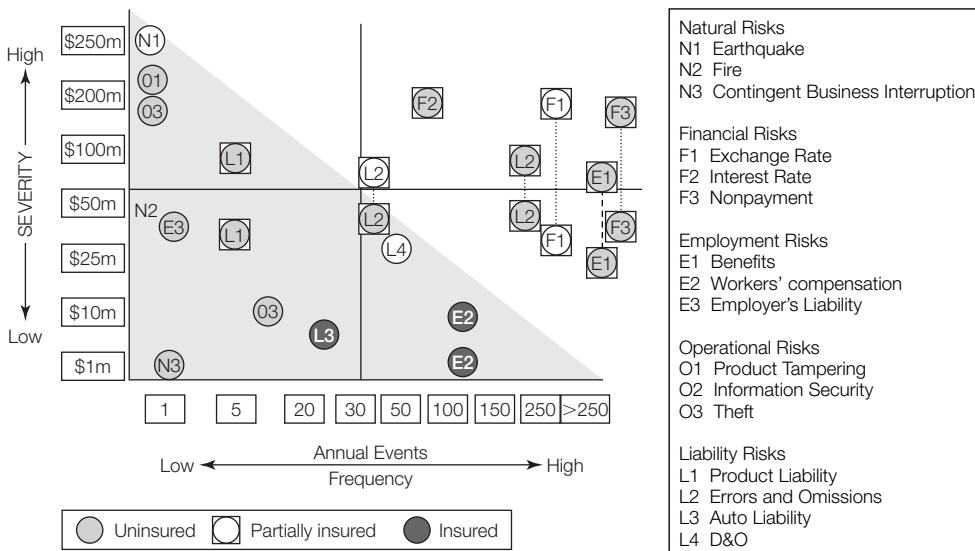 $250m
$200m
$100m
$50m
$25m
$10m
$1m
High
SEVERITY
Low
N1
O1
O3
F2
F1
F3
L1
L2
L2
E1
N2
E3
L1
L2
L2
F3
L4
F1
E1
O3
L3
E2
N3
E2
1 5 20 30 50 100 150 250 >250
Annual Events
Low High
Frequency
Uninsured Partially insured Insured
Natural Risks
N1 Earthquake
N2 Fire
N3 Contingent Business Interruption
Financial Risks
F1 Exchange Rate
F2 Interest Rate
F3 Nonpayment
Employment Risks
E1 Benefits
E2 Workers' compensation
E3 Employer's Liability
Operational Risks
O1 Product Tampering
O2 Information Security
O3 Theft
Liability Risks
L1 Product Liability
L2 Errors and Omissions
L3 Auto Liability
L4 D&O